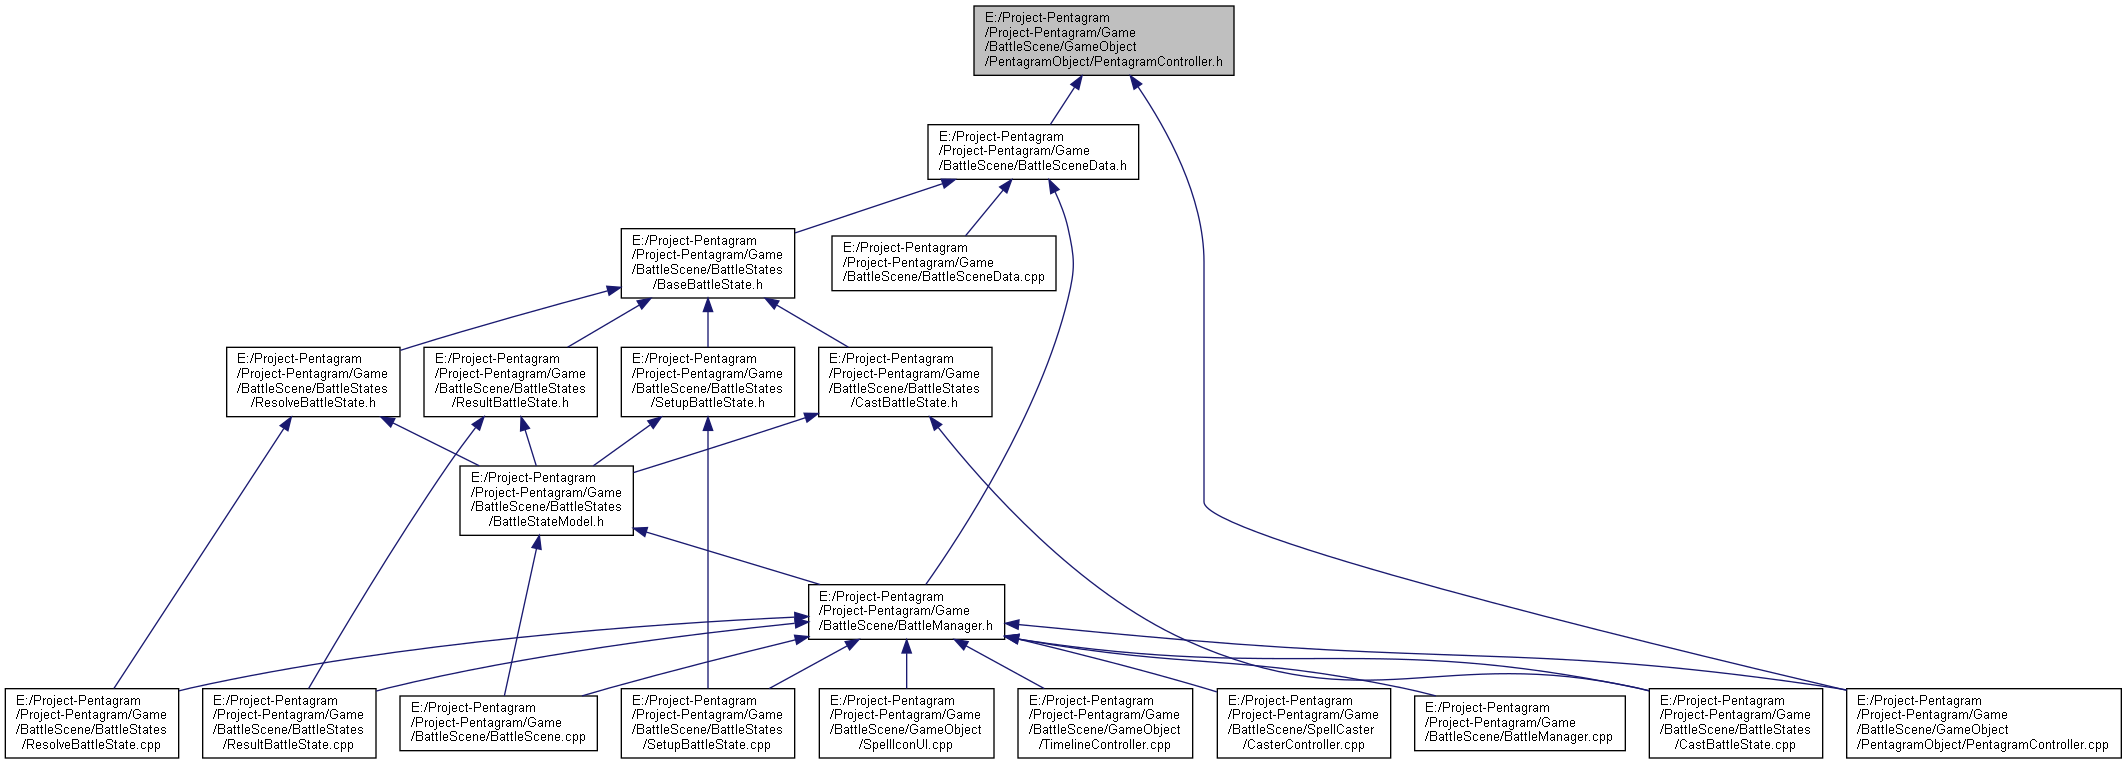 E:/Project-Pentagram
/Project-Pentagram/Game
/BattleScene/GameObject
/PentagramObject/PentagramController.h
E:/Project-Pentagram
/Project-Pentagram/Game
/BattleScene/BattleSceneData.h
E:/Project-Pentagram
/Project-Pentagram/Game
/BattleScene/BattleStates
/BaseBattleState.h
E:/Project-Pentagram
/Project-Pentagram/Game
/BattleScene/BattleSceneData.cpp
E:/Project-Pentagram
/Project-Pentagram/Game
/BattleScene/BattleStates
/ResolveBattleState.h
E:/Project-Pentagram
/Project-Pentagram/Game
/BattleScene/BattleStates
/ResultBattleState.h
E:/Project-Pentagram
/Project-Pentagram/Game
/BattleScene/BattleStates
/SetupBattleState.h
E:/Project-Pentagram
/Project-Pentagram/Game
/BattleScene/BattleStates
/CastBattleState.h
E:/Project-Pentagram
/Project-Pentagram/Game
/BattleScene/BattleStates
/BattleStateModel.h
E:/Project-Pentagram
/Project-Pentagram/Game
/BattleScene/BattleManager.h
E:/Project-Pentagram
/Project-Pentagram/Game
/BattleScene/BattleStates
/ResolveBattleState.cpp
E:/Project-Pentagram
/Project-Pentagram/Game
/BattleScene/BattleStates
/ResultBattleState.cpp
E:/Project-Pentagram
/Project-Pentagram/Game
/BattleScene/BattleScene.cpp
E:/Project-Pentagram
/Project-Pentagram/Game
/BattleScene/BattleStates
/SetupBattleState.cpp
E:/Project-Pentagram
/Project-Pentagram/Game
/BattleScene/GameObject
/SpellIconUI.cpp
E:/Project-Pentagram
/Project-Pentagram/Game
/BattleScene/GameObject
/TimelineController.cpp
E:/Project-Pentagram
/Project-Pentagram/Game
/BattleScene/SpellCaster
/CasterController.cpp
E:/Project-Pentagram
/Project-Pentagram/Game
/BattleScene/BattleManager.cpp
E:/Project-Pentagram
/Project-Pentagram/Game
/BattleScene/BattleStates
/CastBattleState.cpp
E:/Project-Pentagram
/Project-Pentagram/Game
/BattleScene/GameObject
/PentagramObject/PentagramController.cpp